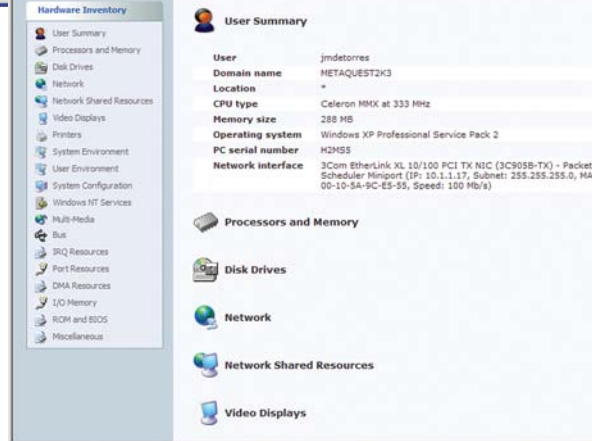 Hardware Inventory
User Summary
Processors and Memory
Disk Drives
Network
Network Shared Resources
Video Displays
Printers
System Environment
User Environment
System Configuration
Windows NT Services
Multi-Media
Bus
IRQ Resources
Port Resources
DMA Resources
I/O Memory
ROM and BIOS
Miscellaneous
User Summary
User jmdetorres
Domain name METAQUEST2K3
Location *
CPU type Celeron MMX at 333 MHz
Memory size 288 MB
Operating system Windows XP Professional Service Pack 2
PC serial number H2MS5
Network interface 3Com EtherLink XL 10/100 PCI TX NIC (3C905B-TX) - Packet
Scheduler Miniport (IP: 10.1.1.17, Subnet: 255.255.255.0, MA
00-10-5A-9C-E5-55, Speed: 100 Mb/s)
Processors and Memory
Disk Drives
Network
Network Shared Resources
Video Displays